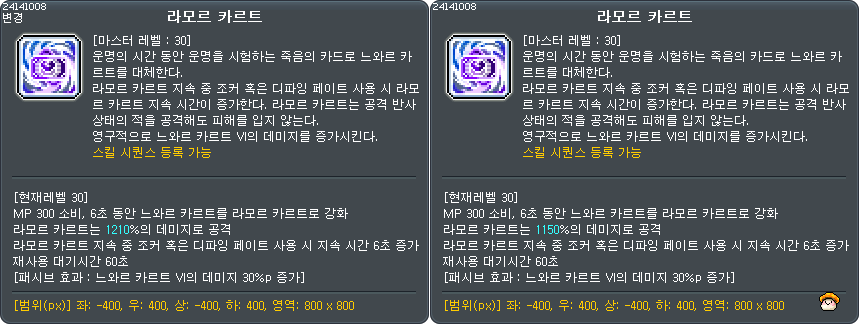 24141008
변경
라모르 카르트
[마스터 레벨 : 30]
운명의 시간 동안 운명을 시험하는 죽음의 카드로 느와르 카
르트를 대체한다.
라모르 카르트 지속 중 조커 혹은 디파잉 페이트 사용 시 라모
르 카르트 지속 시간이 증가한다. 라모르 카르트는 공격 반사
상태의 적을 공격해도 피해를 입지 않는다.
영구적으로 느와르 카르트 VI의 데미지를 증가시킨다.
스킬 시퀀스 등록 가능
[현재레벨 30]
MP 300 소비, 6초 동안 느와르 카르트를 라모르 카르트로 강화
라모르 카르트는 1210%의 데미지로 공격
라모르 카르트 지속 중 조커 혹은 디파잉 페이트 사용 시 지속 시간 6초 증가
재사용 대기시간 60초
[패시브 효과 : 느와르 카르트 VI의 데미지 30%p 증가]
[범위(px)] 좌: -400, 우: 400, 상: -400, 하: 400, 영역: 800 x 800
24141008
라모르 카르트
[마스터 레벨 : 30]
운명의 시간 동안 운명을 시험하는 죽음의 카드로 느와르 카
르트를 대체한다.
라모르 카르트 지속 중 조커 혹은 디파잉 페이트 사용 시 라모
르 카르트 지속 시간이 증가한다. 라모르 카르트는 공격 반사
상태의 적을 공격해도 피해를 입지 않는다.
영구적으로 느와르 카르트 VI의 데미지를 증가시킨다.
스킬 시퀀스 등록 가능
[현재레벨 30]
MP 300 소비, 6초 동안 느와르 카르트를 라모르 카르트로 강화
라모르 카르트는 1150%의 데미지로 공격
라모르 카르트 지속 중 조커 혹은 디파잉 페이트 사용 시 지속 시간 6초 증가
재사용 대기시간 60초
[패시브 효과 : 느와르 카르트 VI의 데미지 30%p 증가]
[범위(px)] 좌: -400, 우: 400, 상: -400, 하: 400, 영역: 800 x 800